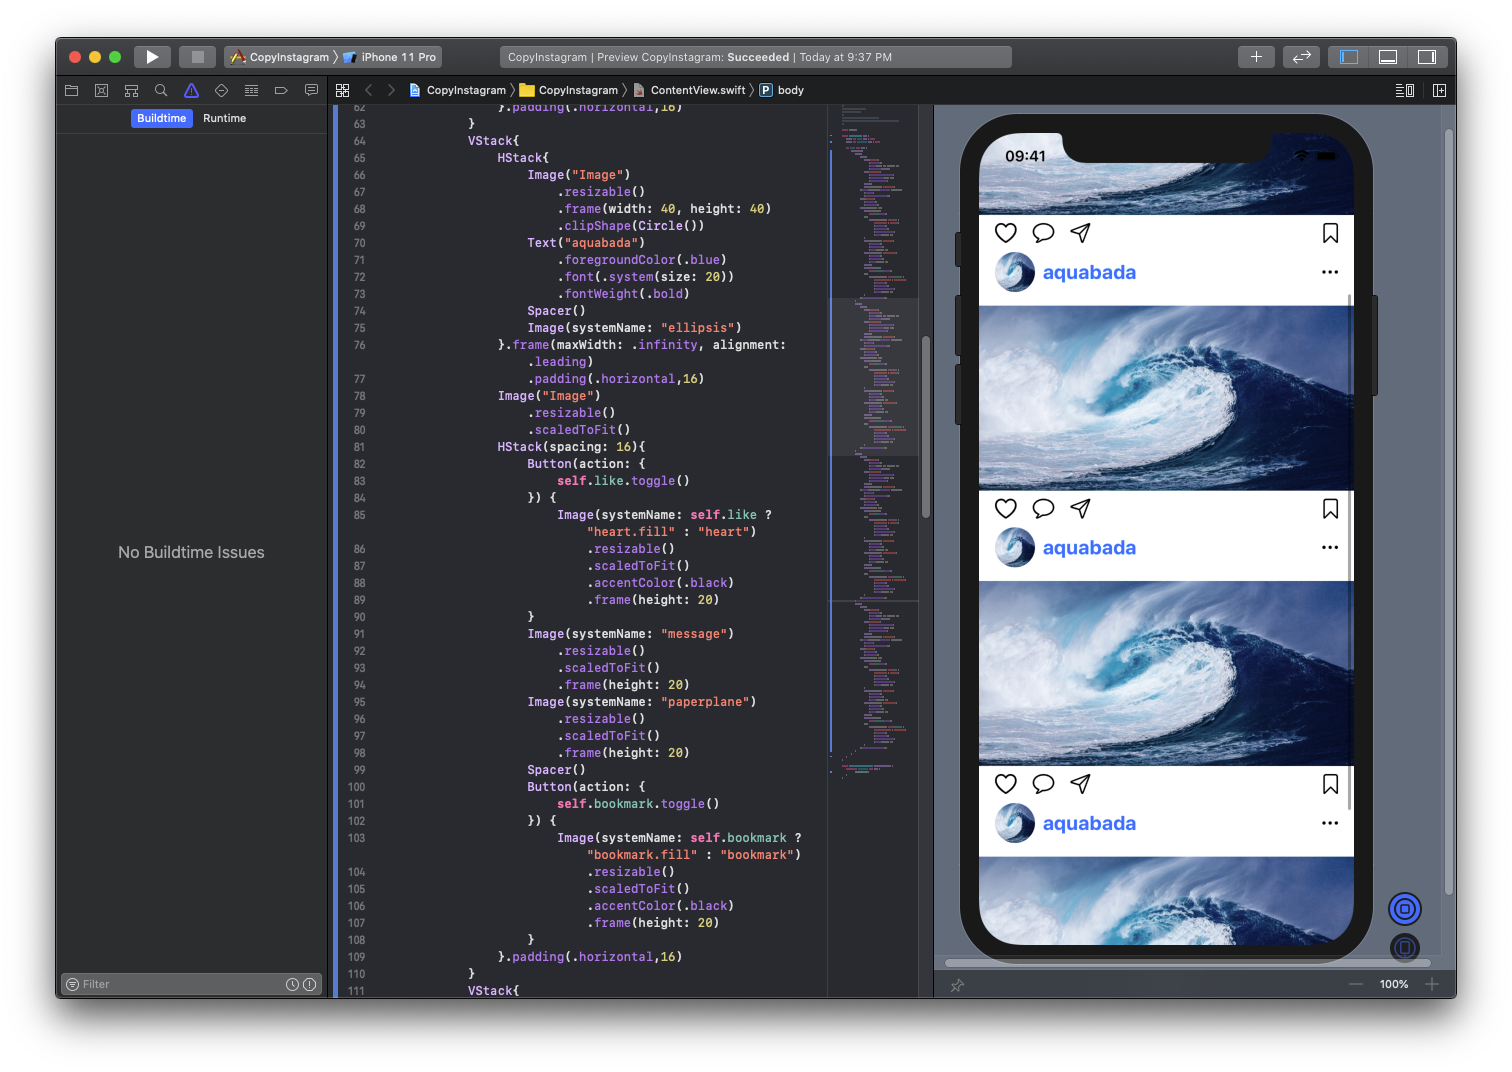 CopyInstagram 〉 iPhone 11 Pro
CopyInstagram | Preview CopyInstagram: Succeeded | Today at 9:37 PM
CopyInstagram 〉 CopyInstagram 〉 ContentView.swift 〉 P body
Buildtime Runtime
No Buildtime Issues
Filter
62 }.padding(.horizontal,16)
63 }
64 VStack{
65 HStack{
66 Image("Image")
67 .resizable()
68 .frame(width: 40, height: 40)
69 .clipShape(Circle())
70 Text("aquabada")
71 .foregroundColor(.blue)
72 .font(.system(size: 20))
73 .fontWeight(.bold)
74 Spacer()
75 Image(systemName: "ellipsis")
76 }.frame(maxWidth: .infinity, alignment:
.leading)
77 .padding(.horizontal,16)
78 Image("Image")
79 .resizable()
80 .scaledToFit()
81 HStack(spacing: 16){
82 Button(action: {
83 self.like.toggle()
84 }) {
85 Image(systemName: self.like ?
"heart.fill" : "heart")
86 .resizable()
87 .scaledToFit()
88 .accentColor(.black)
89 .frame(height: 20)
90 }
91 Image(systemName: "message")
92 .resizable()
93 .scaledToFit()
94 .frame(height: 20)
95 Image(systemName: "paperplane")
96 .resizable()
97 .scaledToFit()
98 .frame(height: 20)
99 Spacer()
100 Button(action: {
101 self.bookmark.toggle()
102 }) {
103 Image(systemName: self.bookmark ?
"bookmark.fill" : "bookmark")
104 .resizable()
105 .scaledToFit()
106 .accentColor(.black)
107 .frame(height: 20)
108 }
109 }.padding(.horizontal,16)
110 }
111 VStack{
09:41
aquabada
aquabada
aquabada
100%